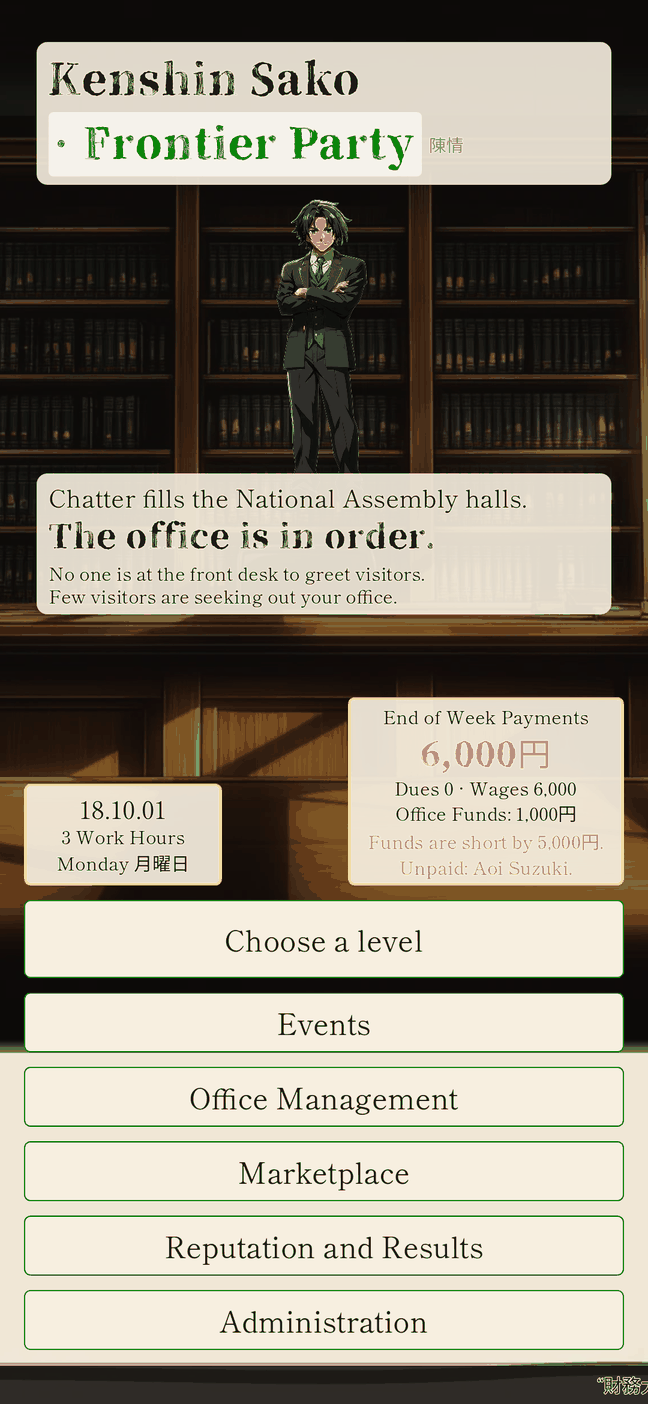 Kenshin Sako
· Frontier Party 陳情
Chatter fills the National Assembly halls.
The office is in order.
No one is at the front desk to greet visitors.
Few visitors are seeking out your office.
End of Week Payments
6,000円
Dues 0 · Wages 6,000
Office Funds: 1,000円
Funds are short by 5,000円.
Unpaid: Aoi Suzuki.
18.10.01
3 Work Hours
Monday 月曜日
Choose a level
Events
Office Management
Marketplace
Reputation and Results
Administration
“財務